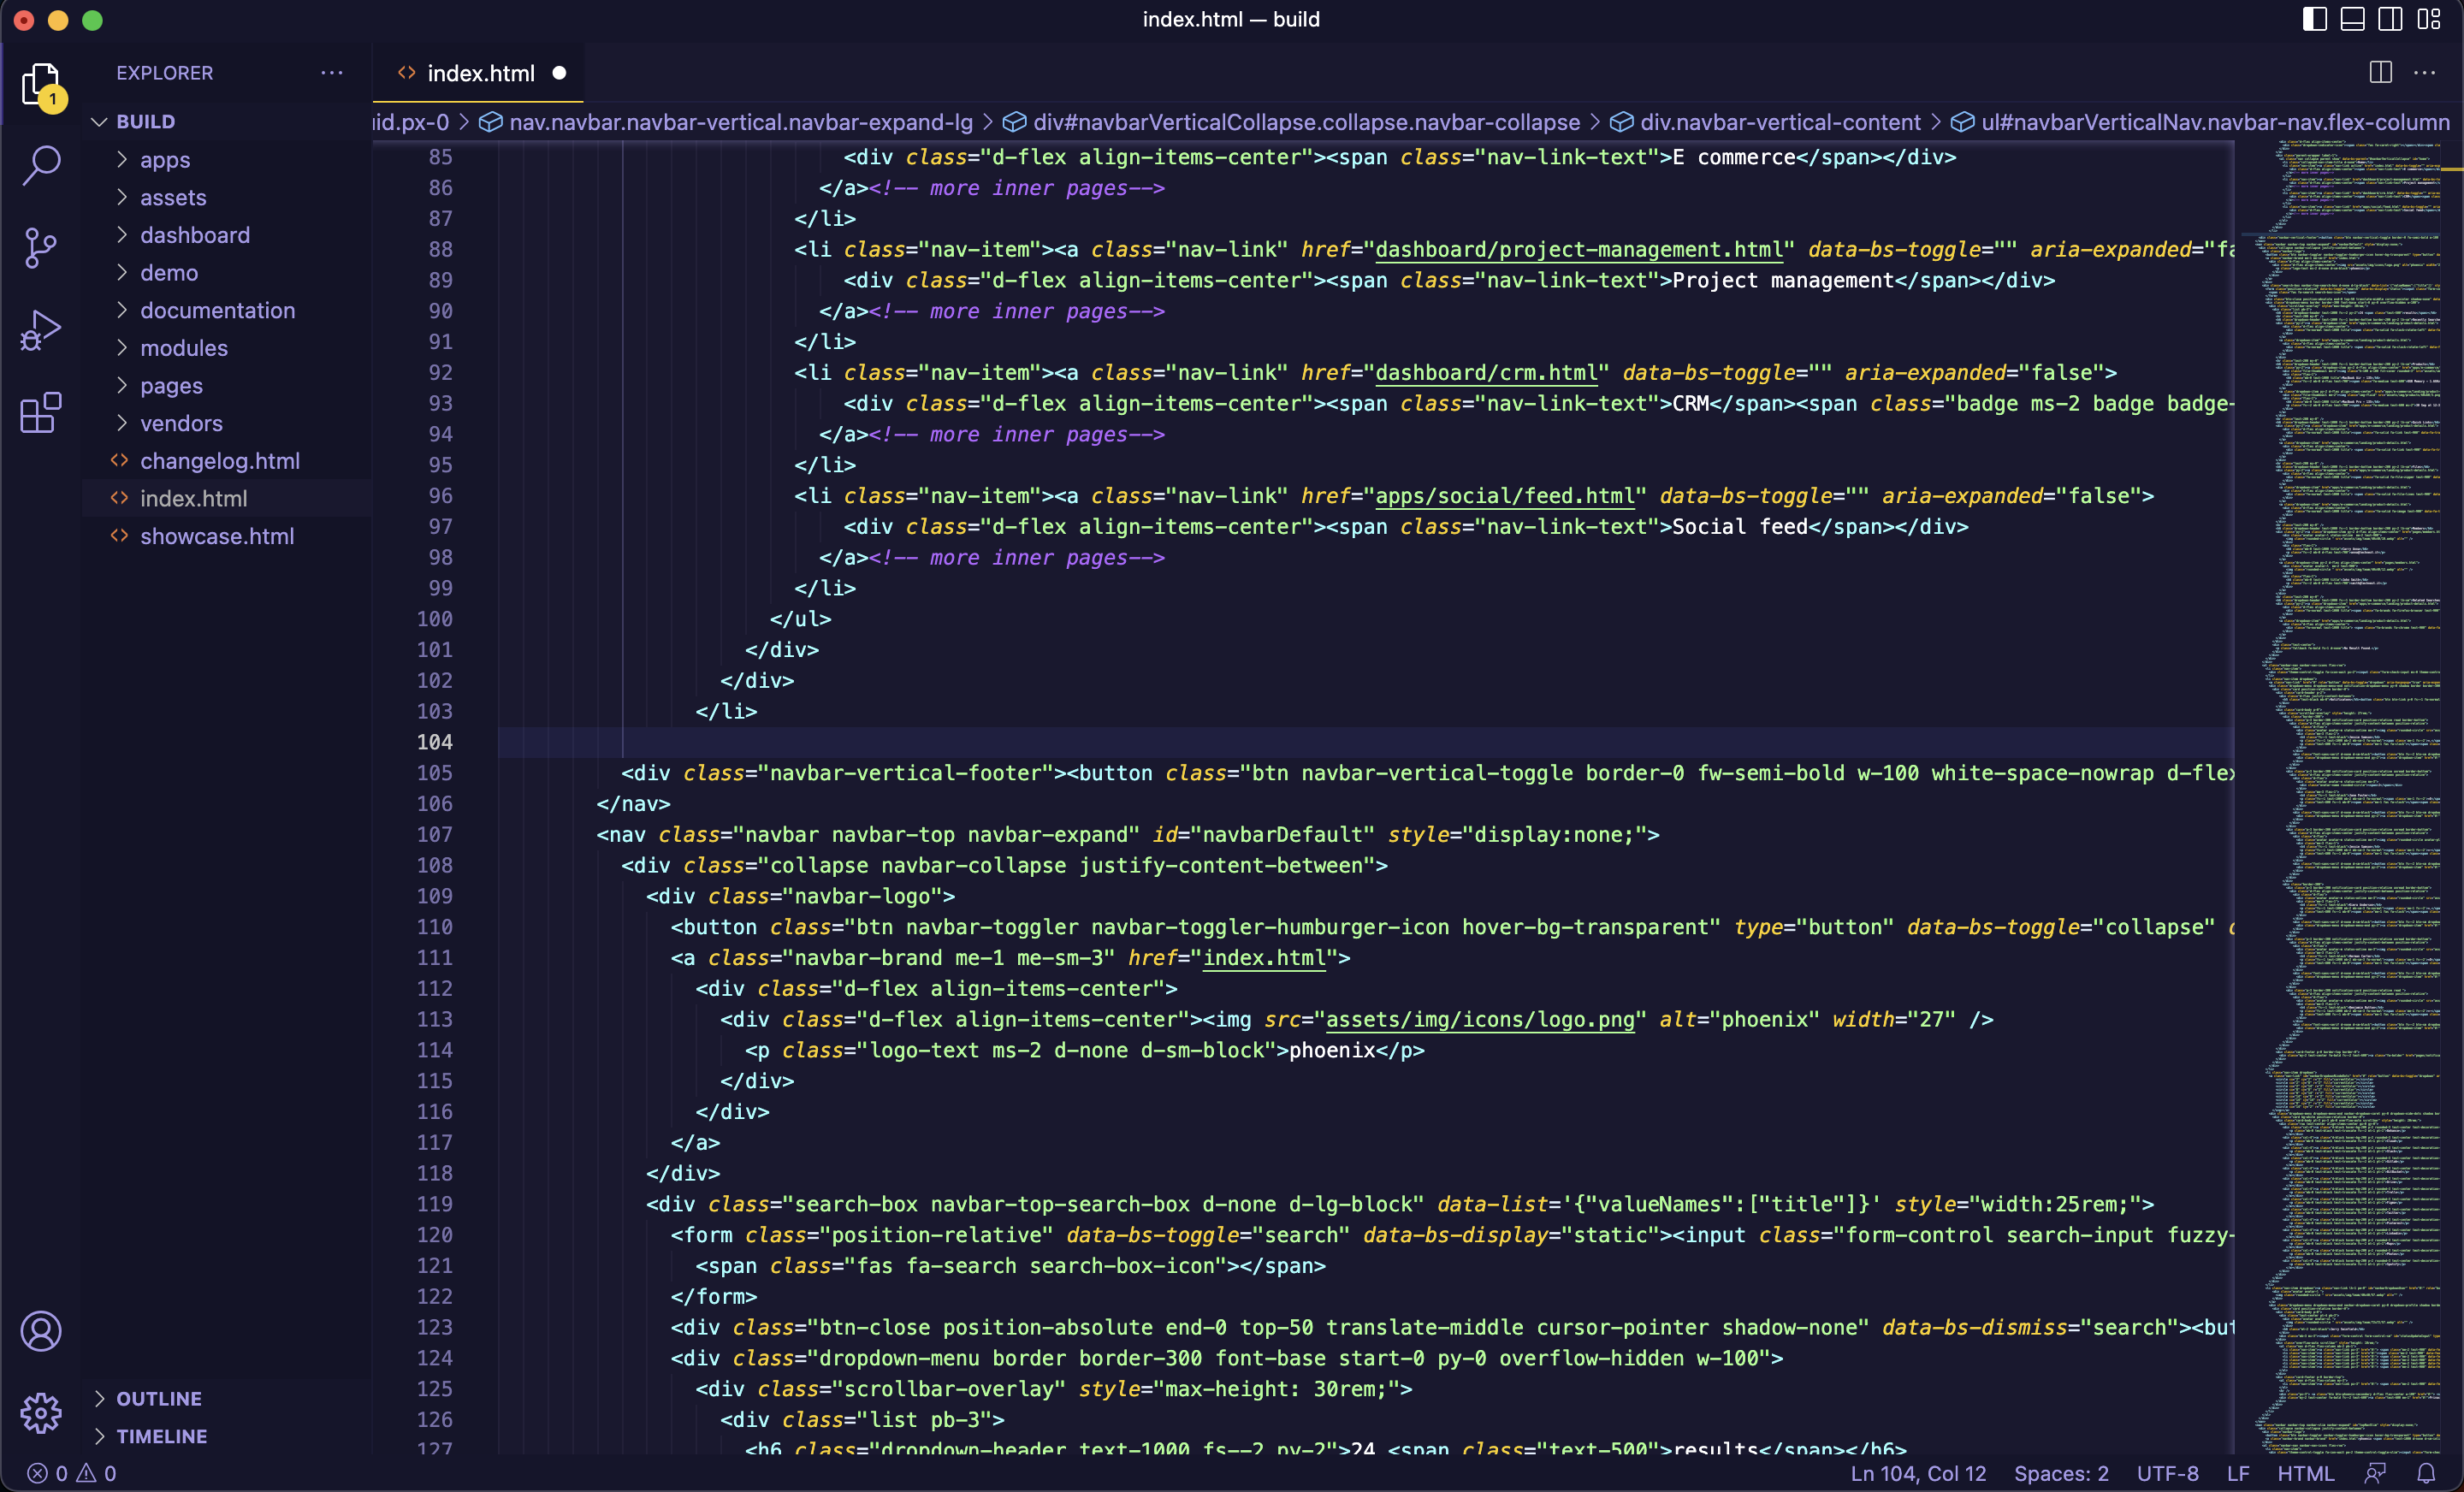 index.html — build
EXPLORER
index.html
1
BUILD
apps
assets
dashboard
demo
documentation
modules
pages
vendors
changelog.html
index.html
showcase.html
OUTLINE
TIMELINE
id.px-0 > nav.navbar.navbar-vertical.navbar-expand-lg > div#navbarVerticalCollapse.collapse.navbar-collapse > div.navbar-vertical-content > ul#navbarVerticalNav.navbar-nav.flex-column
85 <div class="d-flex align-items-center"><span class="nav-link-text">E commerce</span></div>
86 </a><!-- more inner pages-->
87 </li>
88 <li class="nav-item"><a class="nav-link" href="dashboard/project-management.html" data-bs-toggle="" aria-expanded="fa
89 <div class="d-flex align-items-center"><span class="nav-link-text">Project management</span></div>
90 </a><!-- more inner pages-->
91 </li>
92 <li class="nav-item"><a class="nav-link" href="dashboard/crm.html" data-bs-toggle="" aria-expanded="false">
93 <div class="d-flex align-items-center"><span class="nav-link-text">CRM</span><span class="badge ms-2 badge badge-
94 </a><!-- more inner pages-->
95 </li>
96 <li class="nav-item"><a class="nav-link" href="apps/social/feed.html" data-bs-toggle="" aria-expanded="false">
97 <div class="d-flex align-items-center"><span class="nav-link-text">Social feed</span></div>
98 </a><!-- more inner pages-->
99 </li>
100 </ul>
101 </div>
102 </div>
103 </li>
104
105 <div class="navbar-vertical-footer"><button class="btn navbar-vertical-toggle border-0 fw-semi-bold w-100 white-space-nowrap d-flex
106 </nav>
107 <nav class="navbar navbar-top navbar-expand" id="navbarDefault" style="display:none;">
108 <div class="collapse navbar-collapse justify-content-between">
109 <div class="navbar-logo">
110 <button class="btn navbar-toggler navbar-toggler-humburger-icon hover-bg-transparent" type="button" data-bs-toggle="collapse"
111 <a class="navbar-brand me-1 me-sm-3" href="index.html">
112 <div class="d-flex align-items-center">
113 <div class="d-flex align-items-center"><img src="assets/img/icons/logo.png" alt="phoenix" width="27" />
114 <p class="logo-text ms-2 d-none d-sm-block">phoenix</p>
115 </div>
116 </div>
117 </a>
118 </div>
119 <div class="search-box navbar-top-search-box d-none d-lg-block" data-list='{"valueNames":["title"]}' style="width:25rem;">
120 <form class="position-relative" data-bs-toggle="search" data-bs-display="static"><input class="form-control search-input fuzzy-
121 <span class="fas fa-search search-box-icon"></span>
122 </form>
123 <div class="btn-close position-absolute end-0 top-50 translate-middle cursor-pointer shadow-none" data-bs-dismiss="search"><but
124 <div class="dropdown-menu border border-300 font-base start-0 py-0 overflow-hidden w-100">
125 <div class="scrollbar-overlay" style="max-height: 30rem;">
126 <div class="list pb-3">
127 <h6 class="dropdown-header text-1000 fs--2 py-2">24 <span class="text-500">results</span></h6>
0 0
Ln 104, Col 12 Spaces: 2 UTF-8 LF HTML